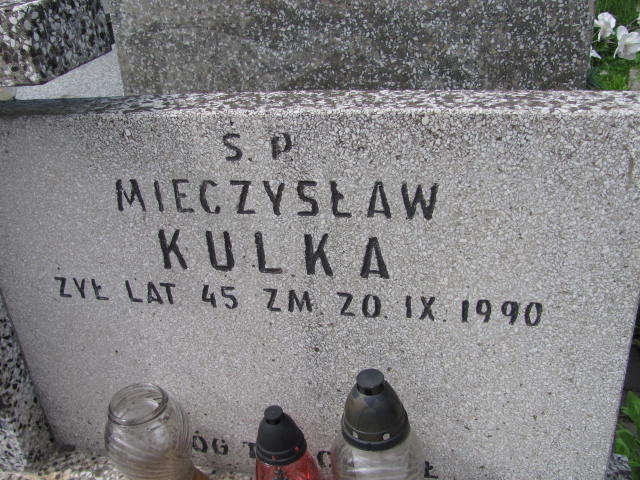 Ś. P
MIECZYSŁAW
KULKA
ŻYŁ LAT 45 ZM. 20. IX. 1990